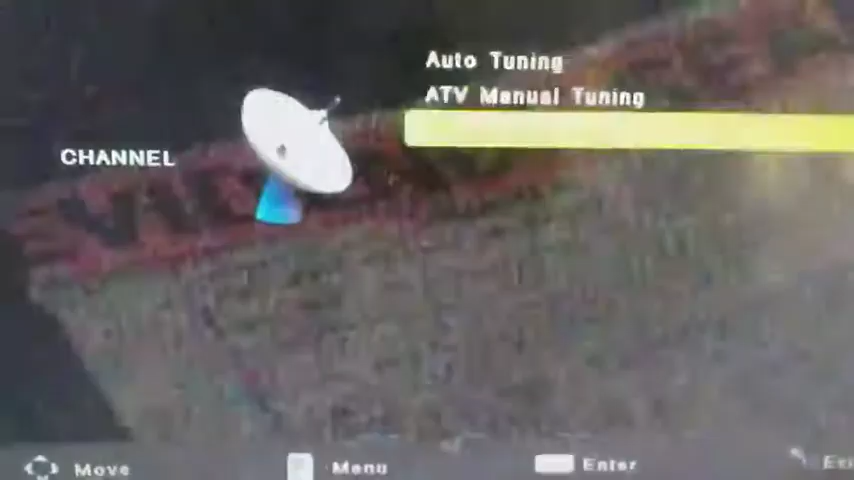 Auto Tuning
ATV Manual Tuning
CHANNEL
Move
Menu
Enter